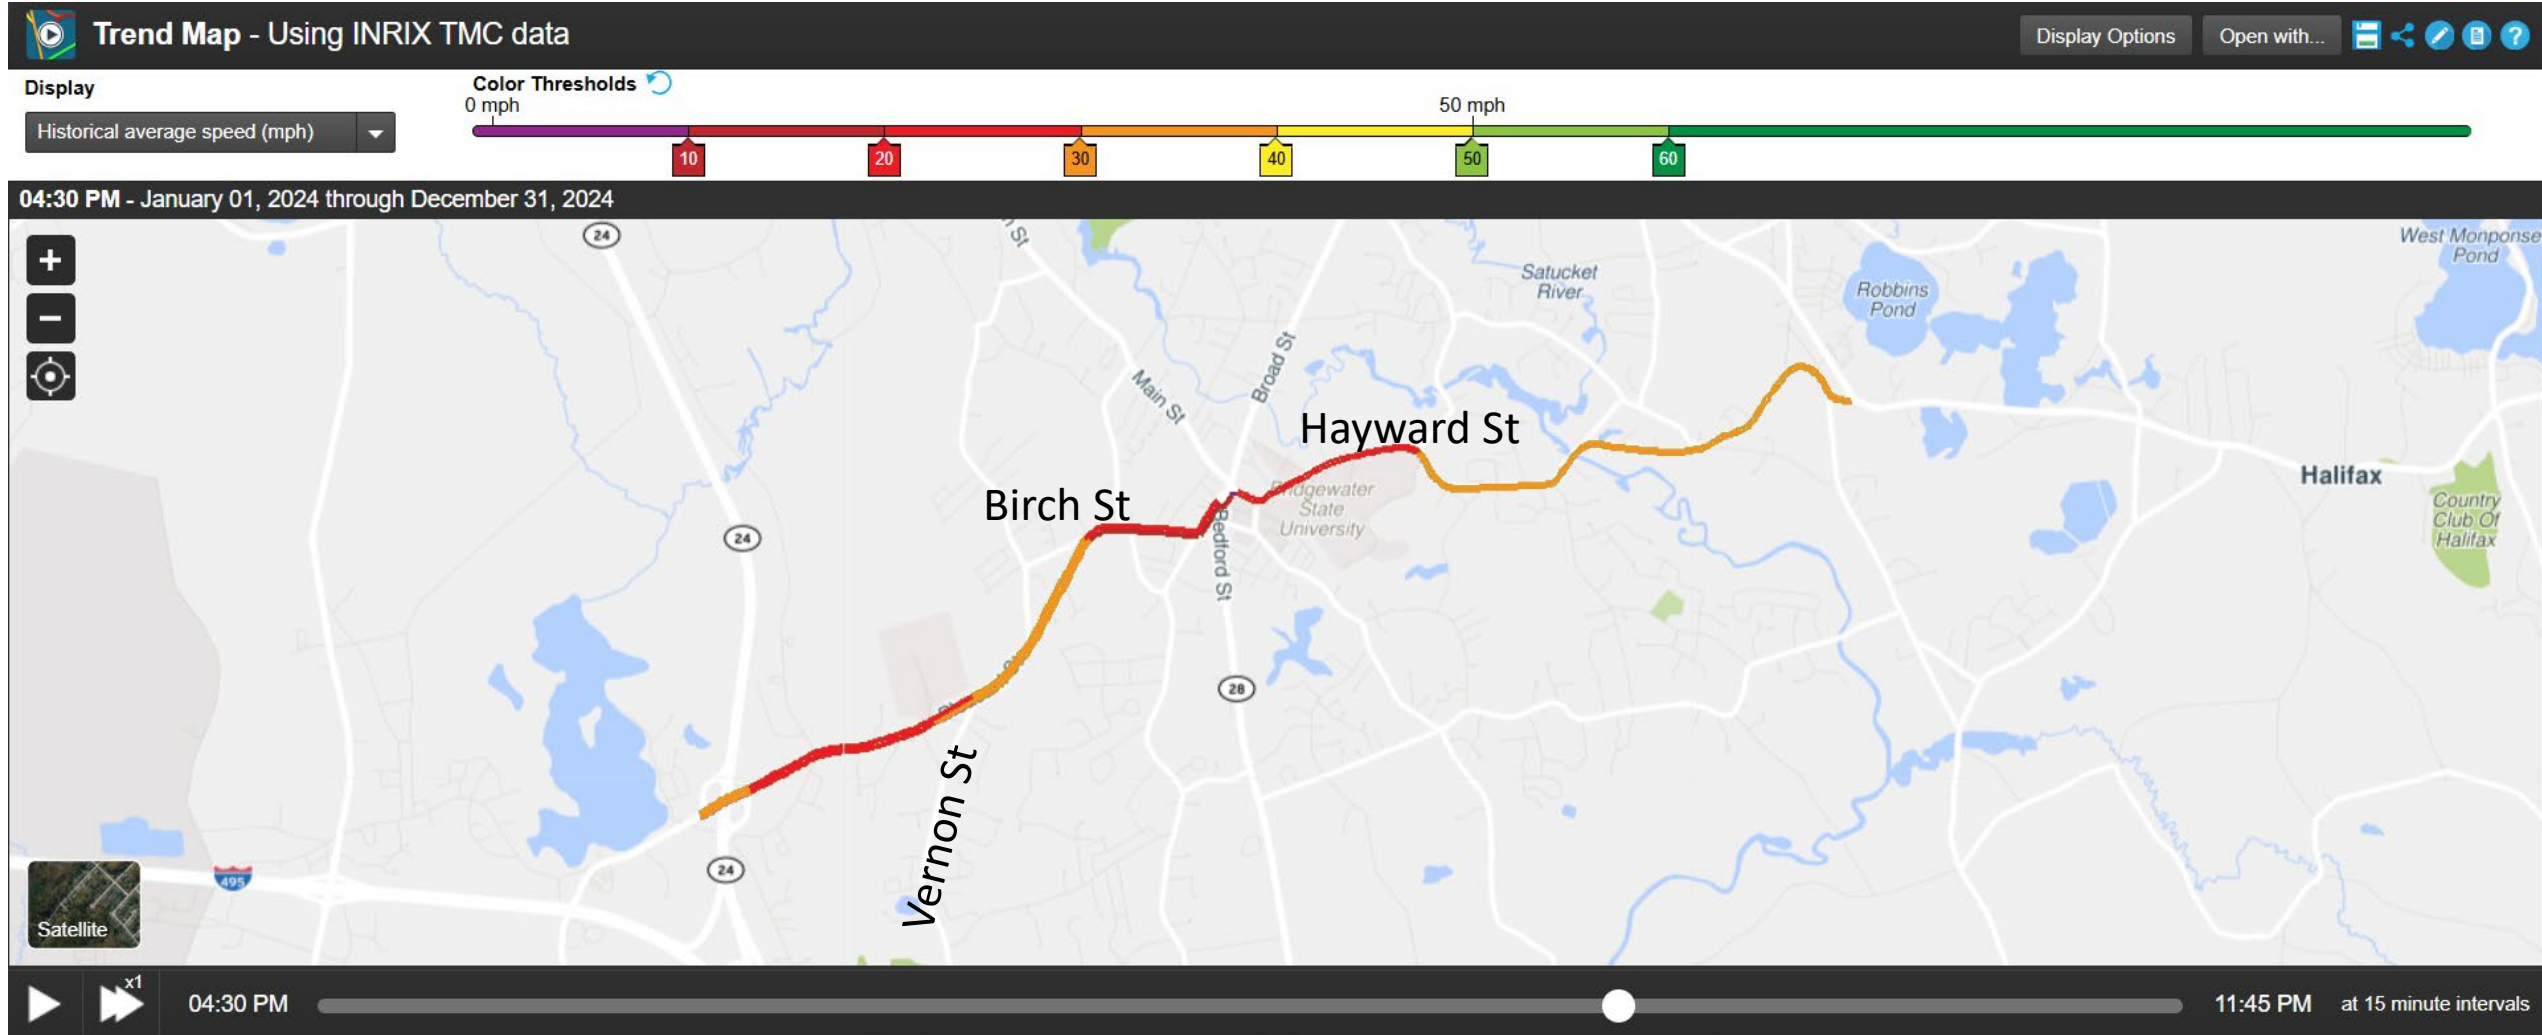 Trend Map - Using INRIX TMC data
Display Options
Open with...
Display
Historical average speed (mph)
Color Thresholds
0 mph
50 mph
10
20
30
40
50
60
04:30 PM - January 01, 2024 through December 31, 2024
24
St
West Monponse
Pond
Satucket
River
Robbins
Pond
Broad St
Main St
Hayward St
Birch St
Halifax
Bridgewater
State
University
Country
Club Of
Halifax
Bedford St
24
28
Vernon St
24
495
Satellite
x1
04:30 PM
11:45 PM
at 15 minute intervals